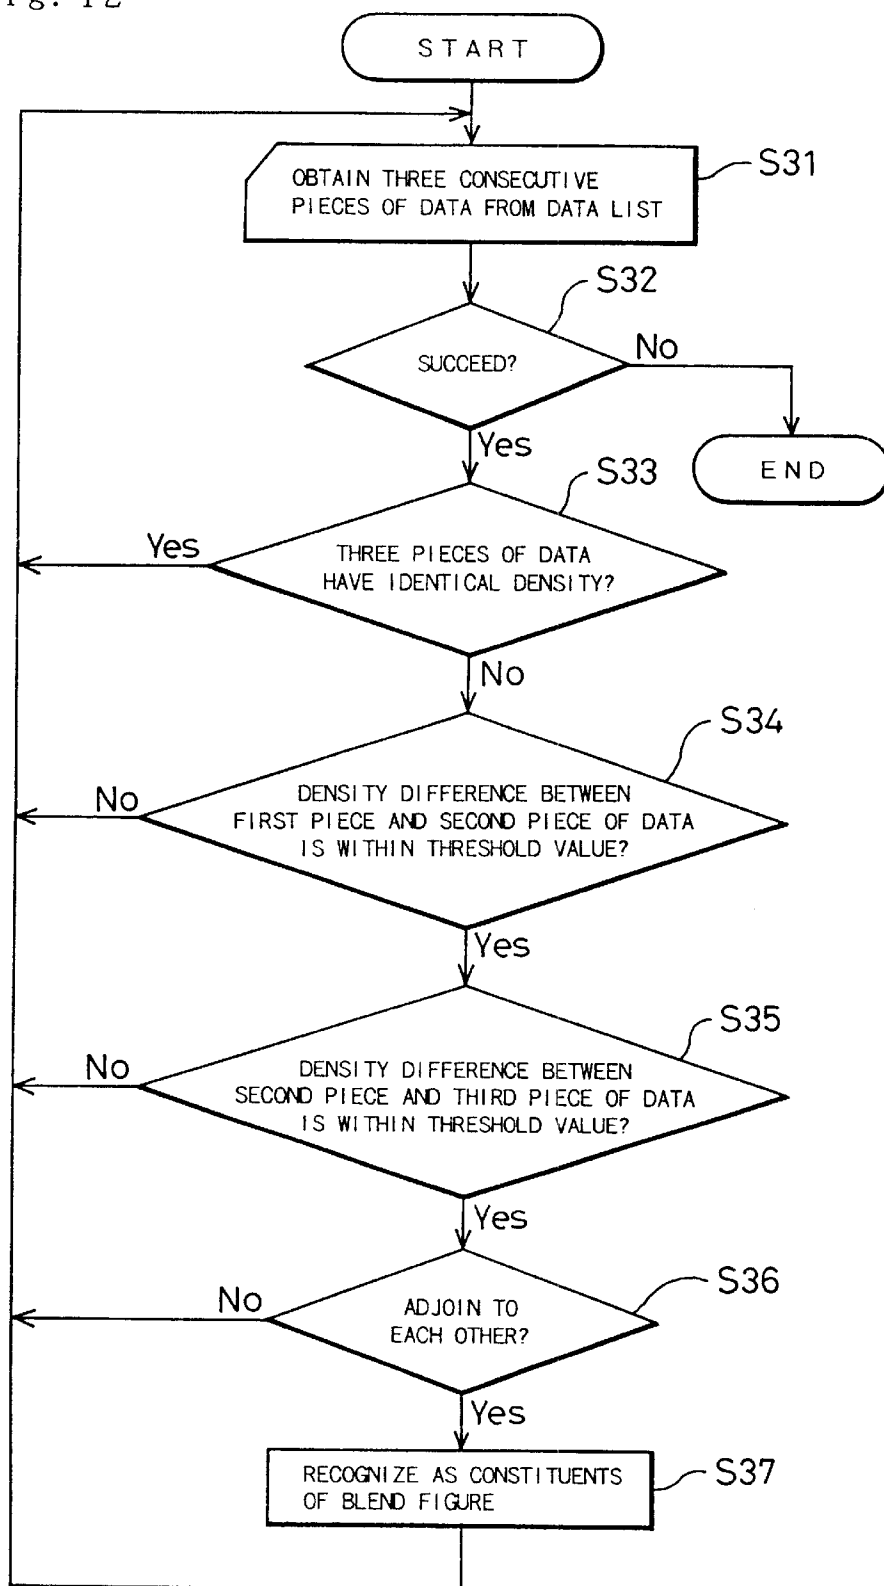 START
S31
OBTAIN THREE CONSECUTIVE
PIECES OF DATA FROM DATA LIST
S32
SUCCEED?
No
Yes
END
S33
Yes
THREE PIECES OF DATA
HAVE IDENTICAL DENSITY?
No
S34
No
DENSITY DIFFERENCE BETWEEN
FIRST PIECE AND SECOND PIECE OF DATA
IS WITHIN THRESHOLD VALUE?
Yes
S35
No
DENSITY DIFFERENCE BETWEEN
SECOND PIECE AND THIRD PIECE OF DATA
IS WITHIN THRESHOLD VALUE?
Yes
S36
No
ADJOIN TO
EACH OTHER?
Yes
S37
RECOGNIZE AS CONSTITUENTS
OF BLEND FIGURE